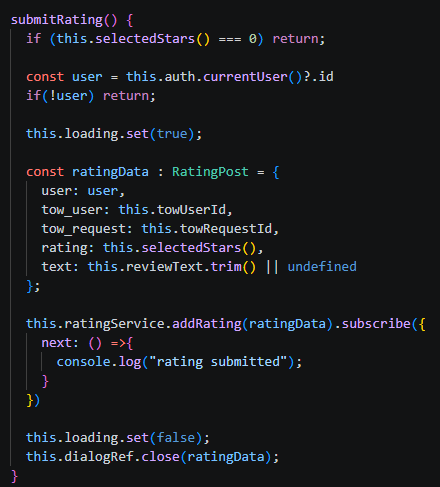 submitRating() {
if (this.selectedStars() === 0) return;
const user = this.auth.currentUser()?.id
if(!user) return;
this.loading.set(true);
const ratingData : RatingPost = {
user: user,
tow_user: this.towUserId,
tow_request: this.towRequestId,
rating: this.selectedStars(),
text: this.reviewText.trim() || undefined
};
this.ratingService.addRating(ratingData).subscribe({
next: () =>{
console.log("rating submitted");
}
})
this.loading.set(false);
this.dialogRef.close(ratingData);
}